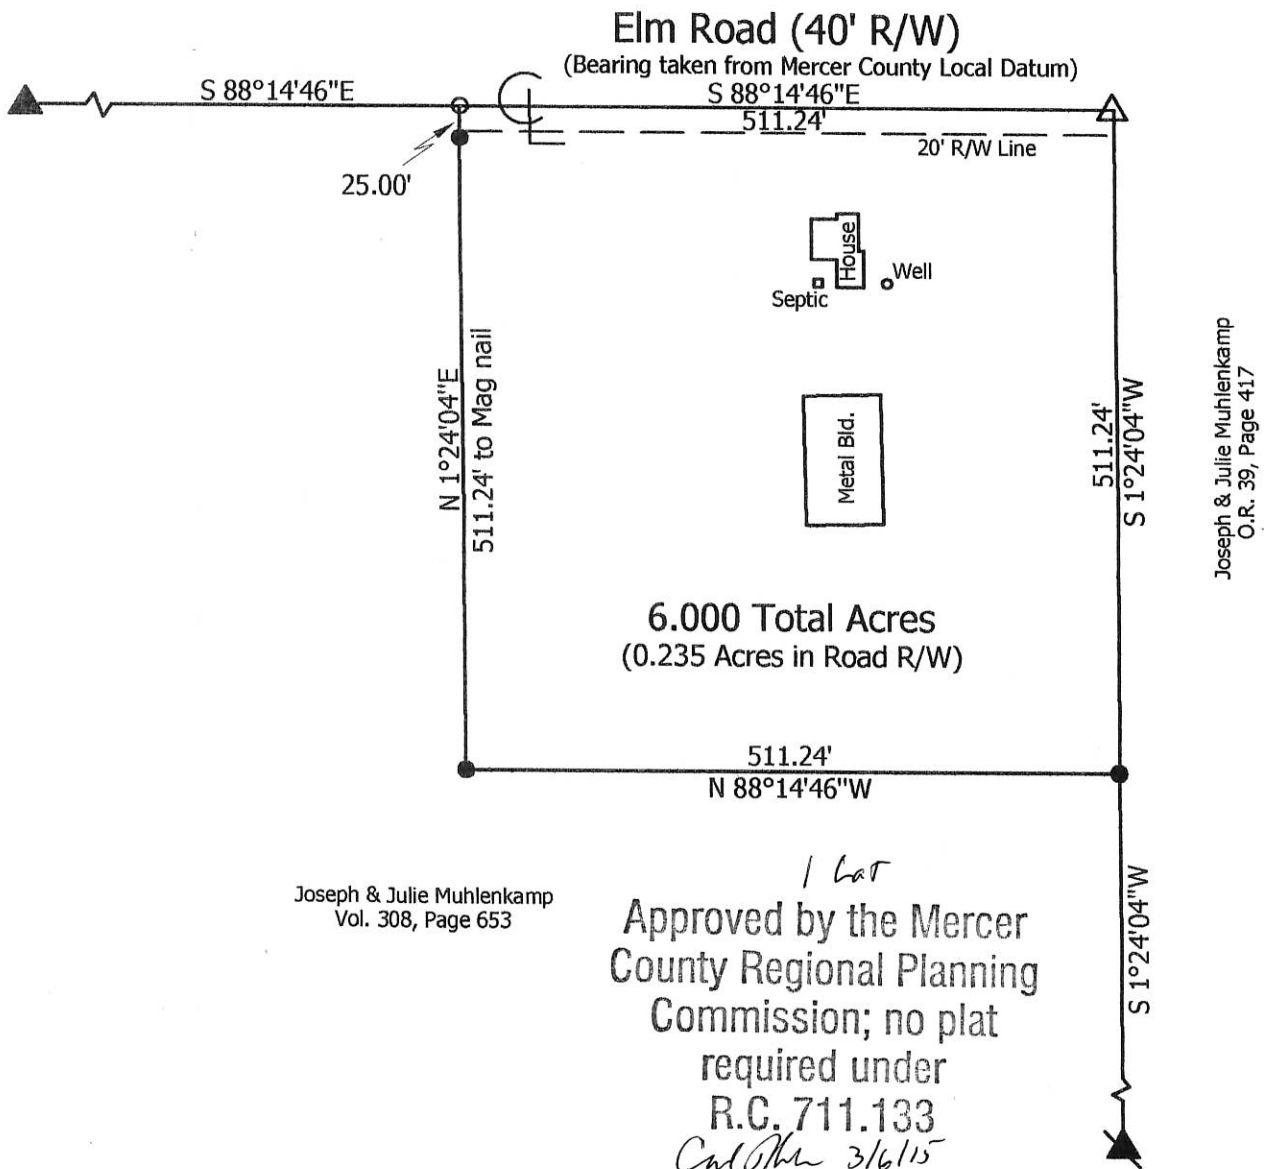 Elm Road (40' R/W)
(Bearing taken from Mercer County Local Datum)
S 88°14'46"E
S 88°14'46"E
511.24'
20' R/W Line
25.00'
House
Well
Septic
N 1°24'04"E
511.24' to Mag nail
Metal Bld.
511.24'
S 1°24'04"W
Joseph & Julie Muhlenkamp
O.R. 39, Page 417
6.000 Total Acres
(0.235 Acres in Road R/W)
511.24'
N 88°14'46"W
Joseph & Julie Muhlenkamp
Vol. 308, Page 653
1 Lot
Approved by the Mercer
County Regional Planning
Commission; no plat
required under
R.C. 711.133
3/6/15
S 1°24'04"W